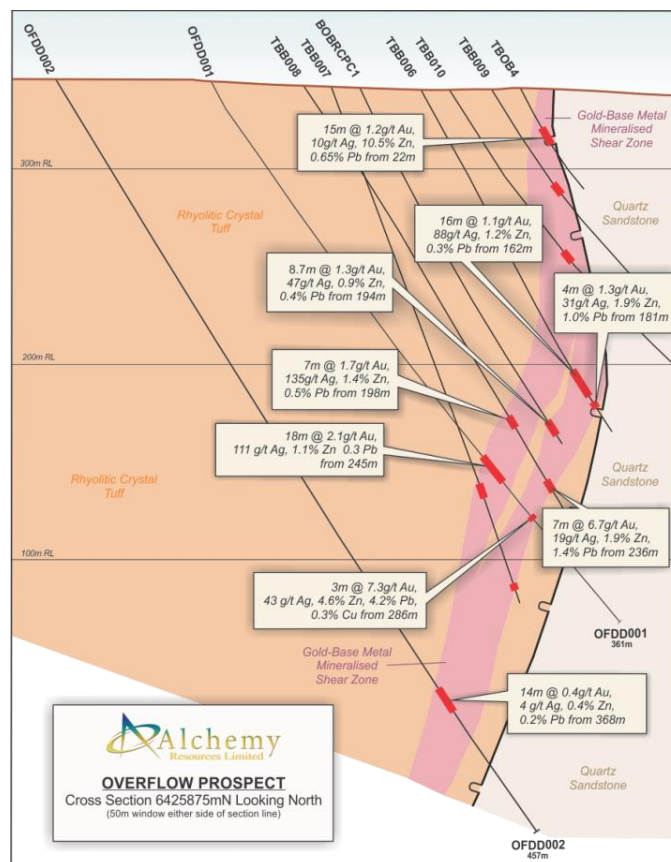 OFDD002
OFDD001
TBB008
TBB007
BOBRCPC1
TBB006
TBB010
TBB009
TBOB4
Gold-Base Metal
Mineralised
Shear Zone
15m @ 1.2g/t Au,
10g/t Ag, 10.5% Zn,
0.65% Pb from 22m
300m RL
Rhyolitic Crystal
Tuff
Quartz
Sandstone
16m @ 1.1g/t Au,
88g/t Ag, 1.2% Zn,
0.3% Pb from 162m
8.7m @ 1.3g/t Au,
47g/t Ag, 0.9% Zn,
0.4% Pb from 194m
4m @ 1.3g/t Au,
31g/t Ag, 1.9% Zn,
1.0% Pb from 181m
200m RL
7m @ 1.7g/t Au,
135g/t Ag, 1.4% Zn,
0.5% Pb from 198m
18m @ 2.1g/t Au,
111 g/t Ag, 1.1% Zn 0.3 Pb
from 245m
Rhyolitic Crystal
Tuff
Quartz
Sandstone
7m @ 6.7g/t Au,
19g/t Ag, 1.9% Zn,
1.4% Pb from 236m
100m RL
3m @ 7.3g/t Au,
43 g/t Ag, 4.6% Zn, 4.2% Pb,
0.3% Cu from 286m
OFDD001
361m
Gold-Base Metal
Mineralised
Shear Zone
14m @ 0.4g/t Au,
4 g/t Ag, 0.4% Zn,
0.2% Pb from 368m
Alchemy
Resources Limited
OVERFLOW PROSPECT
Cross Section 6425875mN Looking North
(50m window either side of section line)
Quartz
Sandstone
OFDD002
457m